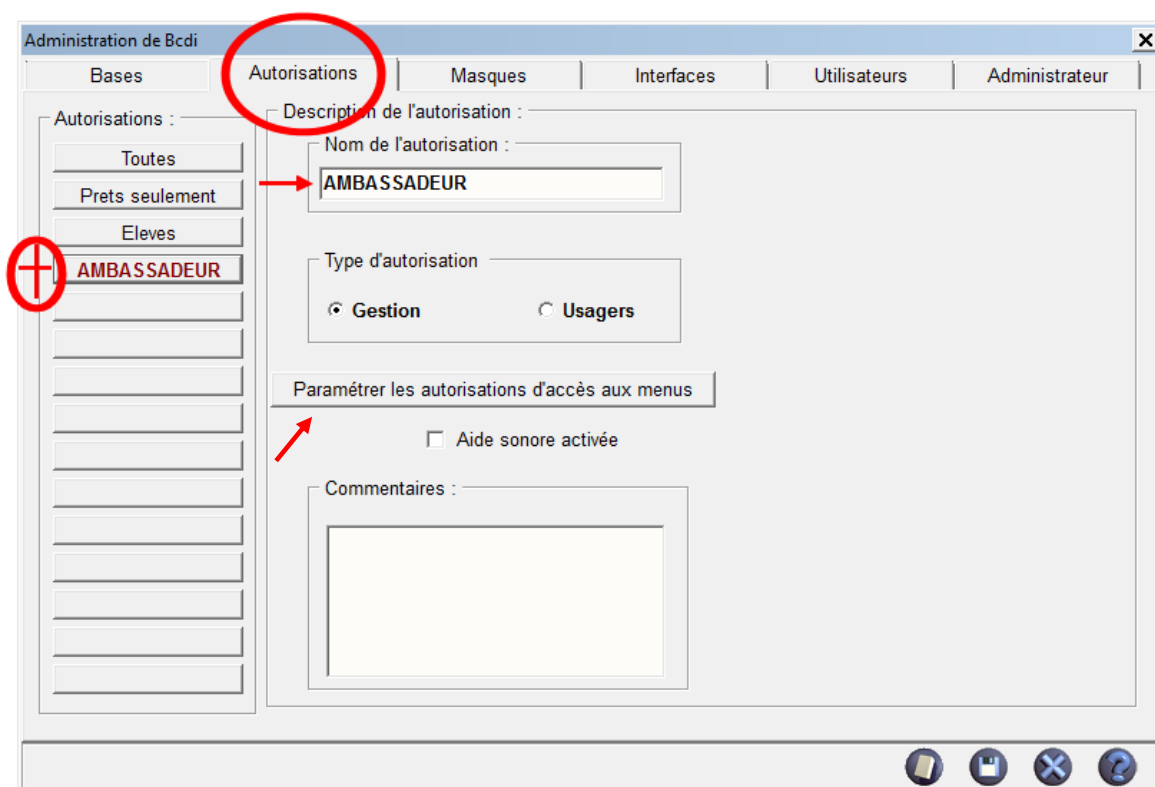 Administration de Bcdi
Bases
Autorisations
Masques
Interfaces
Utilisateurs
Administrateur
Autorisations :
Toutes
Prets seulement
Eleves
AMBASSADEUR
Description de l'autorisation :
Nom de l'autorisation :
AMBASSADEUR
Type d'autorisation
Gestion
Usagers
Paramétrer les autorisations d'accès aux menus
Aide sonore activée
Commentaires :